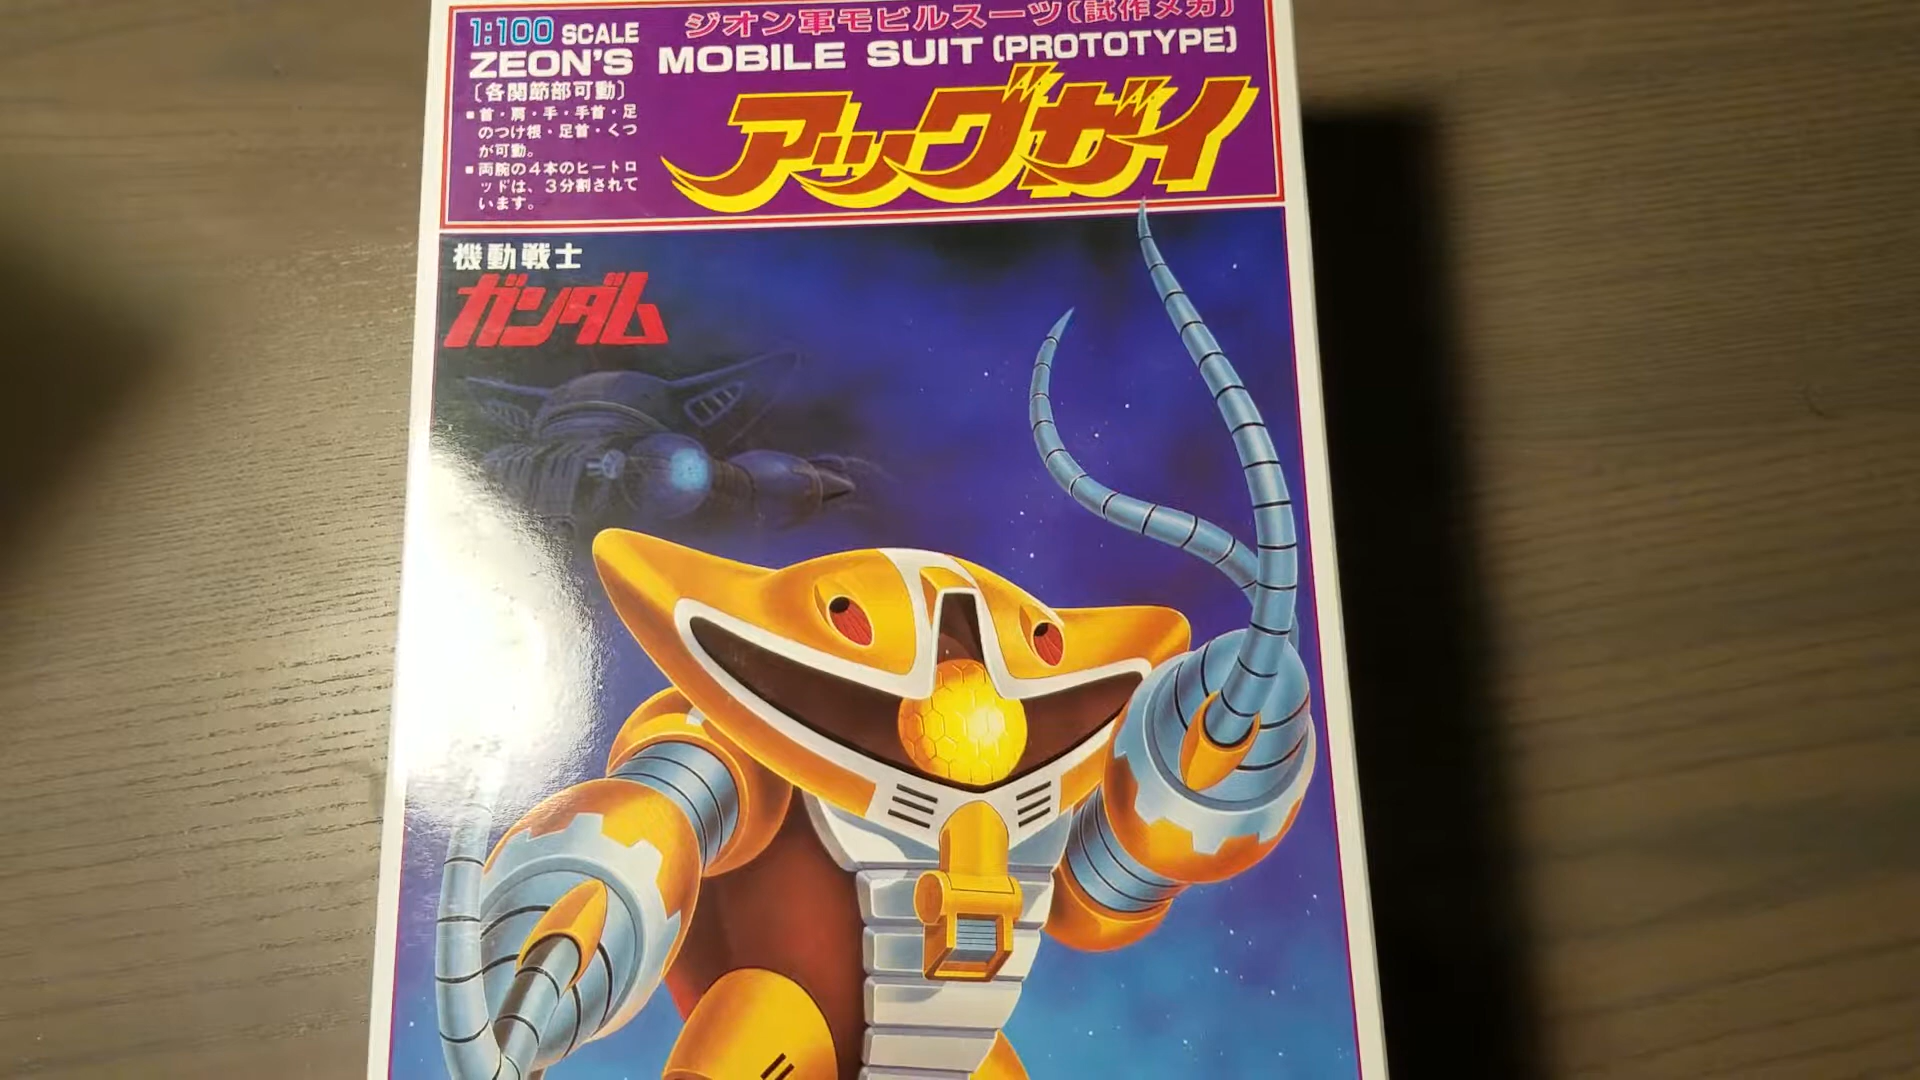 1:100 SCALE
ZEON'S
〔各関節部可動〕
■首・肩・手・手首・足
のつけ根・足首・くつ
が可動。
■両腕の4本のヒートロ
ッドは、3分割されて
います。
ジオン軍モビルスーツ〔試作メカ〕
MOBILE SUIT〔PROTOTYPE〕
アッグガイ
機動戦士
ガンダム